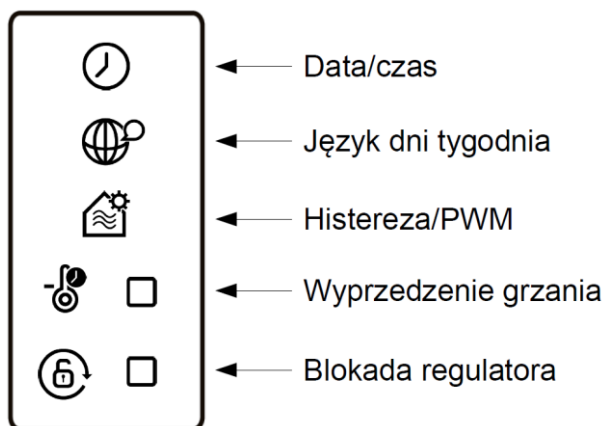 Data/czas
Język dni tygodnia
Histereza/PWM
Wyprzedzenie grzania
Blokada regulatora